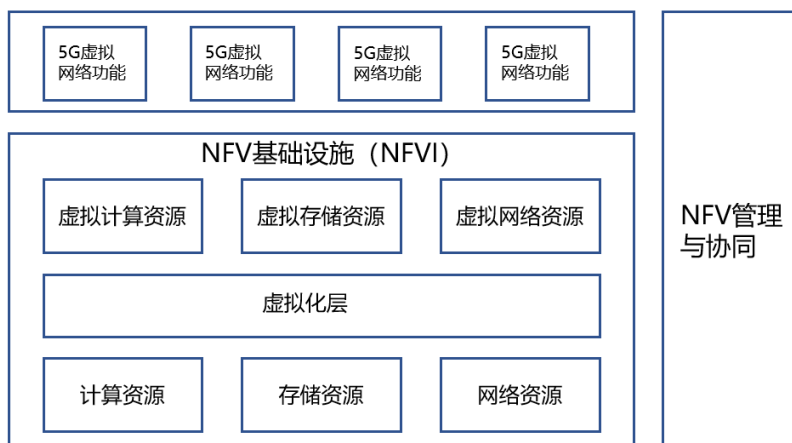 5G虚拟
网络功能
5G虚拟
网络功能
5G虚拟
网络功能
5G虚拟
网络功能
NFV基础设施（NFVI）
虚拟计算资源
虚拟存储资源
虚拟网络资源
虚拟化层
计算资源
存储资源
网络资源
NFV管理
与协同